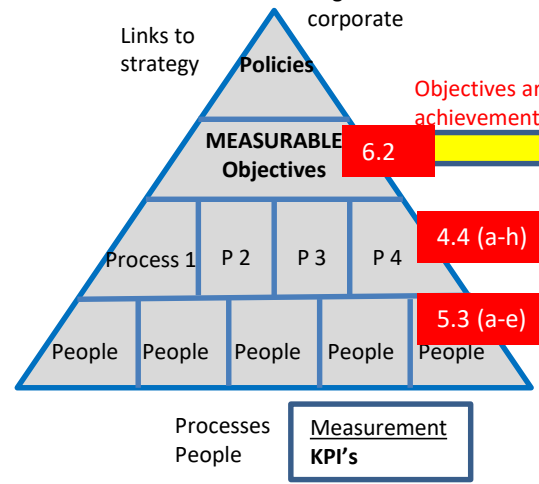 corporate
Links to
strategy
Policies
Objectives
achievement
MEASURABLE
Objectives
6.2
Process 1
P 2
P 3
P 4
4.4 (a-h)
5.3 (a-e)
People
People
People
People
People
Processes
People
Measurement
KPI's